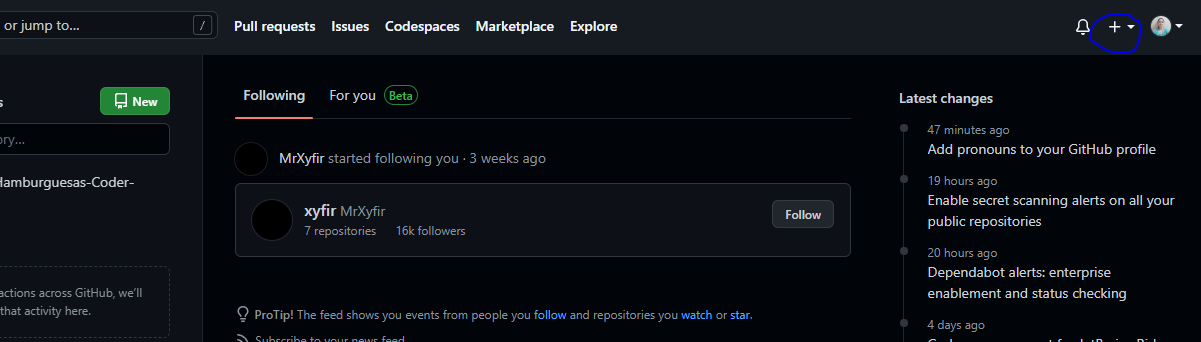 or jump to... /
Pull requests Issues Codespaces Marketplace Explore
s
New
ory...
Hamburguesas-Coder-
actions across GitHub, we'll
that activity here.
Following For you Beta
MrXyfir started following you · 3 weeks ago
xyfir MrXyfir
7 repositories 16k followers
Follow
ProTip! The feed shows you events from people you follow and repositories you watch or star.
Subscribe to your news feed
Latest changes
47 minutes ago
Add pronouns to your GitHub profile
19 hours ago
Enable secret scanning alerts on all your
public repositories
20 hours ago
Dependabot alerts: enterprise
enablement and status checking
4 days ago